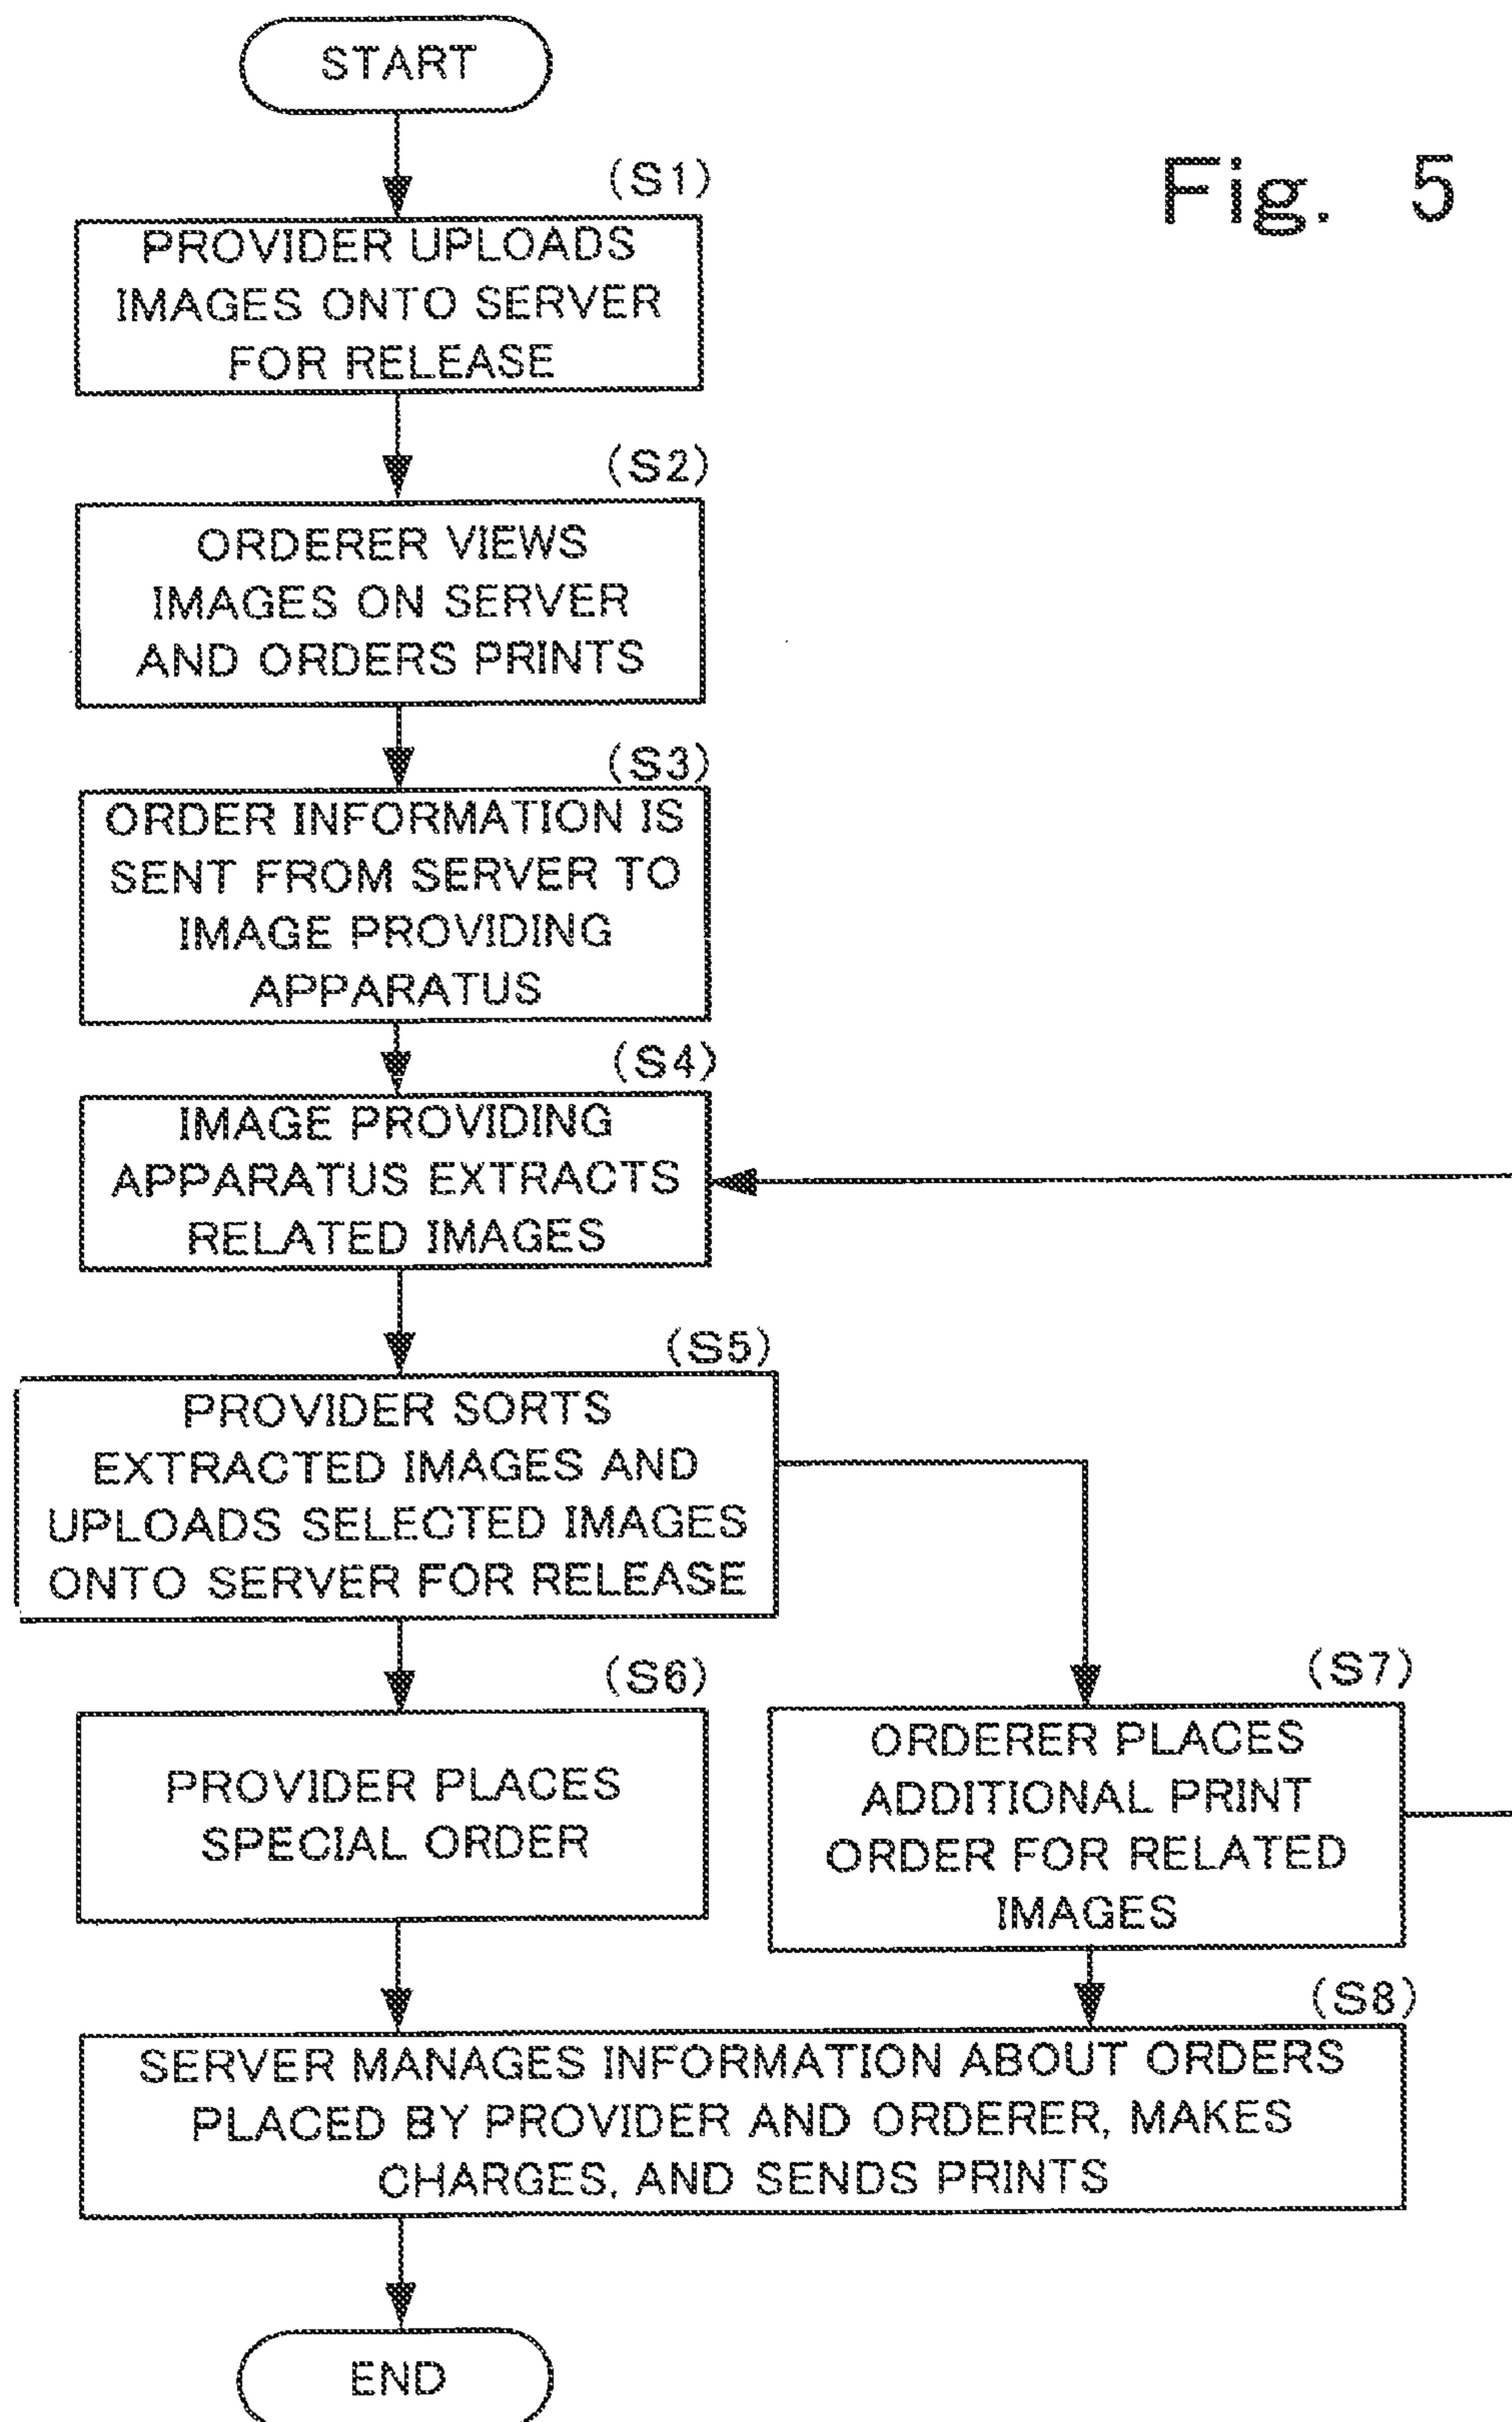 START
Fig. 5
(S1)
PROVIDER UPLOADS
IMAGES ONTO SERVER
FOR RELEASE
(S2)
ORDERER VIEWS
IMAGES ON SERVER
AND ORDERS PRINTS
(S3)
ORDER INFORMATION IS
SENT FROM SERVER TO
IMAGE PROVIDING
APPARATUS
(S4)
IMAGE PROVIDING
APPARATUS EXTRACTS
RELATED IMAGES
(S5)
PROVIDER SORTS
EXTRACTED IMAGES AND
UPLOADS SELECTED IMAGES
ONTO SERVER FOR RELEASE
(S6)
PROVIDER PLACES
SPECIAL ORDER
(S7)
ORDERER PLACES
ADDITIONAL PRINT
ORDER FOR RELATED
IMAGES
(S8)
SERVER MANAGES INFORMATION ABOUT ORDERS
PLACED BY PROVIDER AND ORDERER, MAKES
CHARGES, AND SENDS PRINTS
END